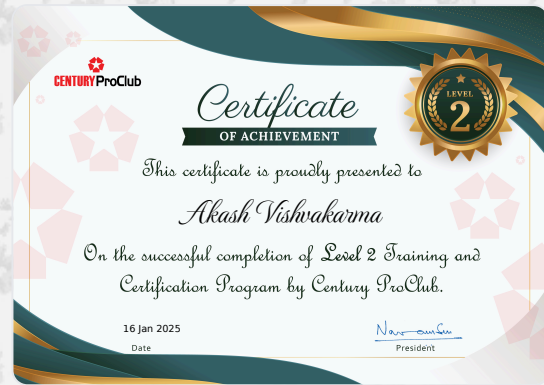 CENTURY ProClub
LEVEL
2
Certificate
OF ACHIEVEMENT
This certificate is proudly presented to
Akash Vishvakarma
On the successful completion of Level 2 Training and
Certification Program by Century ProClub.
16 Jan 2025
Date
President